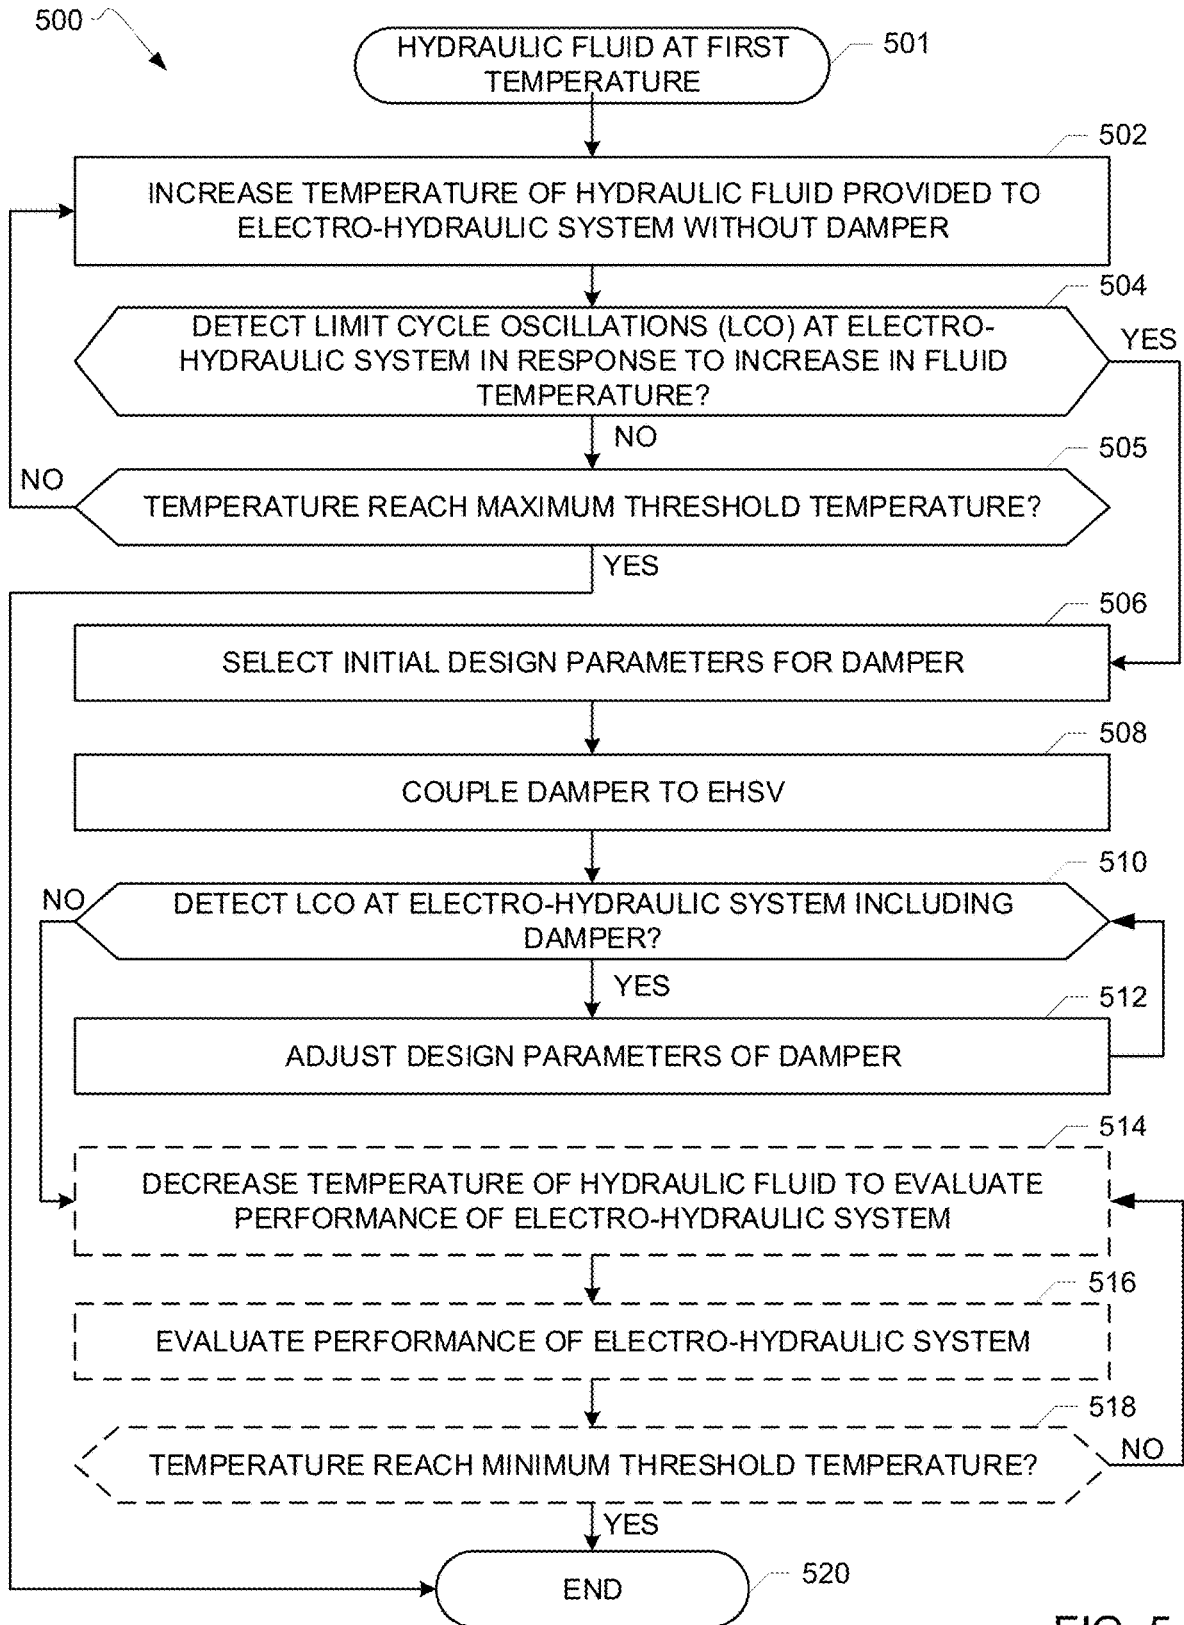 500
HYDRAULIC FLUID AT FIRST
TEMPERATURE
501
502
INCREASE TEMPERATURE OF HYDRAULIC FLUID PROVIDED TO
ELECTRO-HYDRAULIC SYSTEM WITHOUT DAMPER
504
DETECT LIMIT CYCLE OSCILLATIONS (LCO) AT ELECTRO-
HYDRAULIC SYSTEM IN RESPONSE TO INCREASE IN FLUID
TEMPERATURE?
YES
NO
505
NO
TEMPERATURE REACH MAXIMUM THRESHOLD TEMPERATURE?
YES
506
SELECT INITIAL DESIGN PARAMETERS FOR DAMPER
508
COUPLE DAMPER TO EHSV
510
NO
DETECT LCO AT ELECTRO-HYDRAULIC SYSTEM INCLUDING
DAMPER?
YES
512
ADJUST DESIGN PARAMETERS OF DAMPER
514
DECREASE TEMPERATURE OF HYDRAULIC FLUID TO EVALUATE
PERFORMANCE OF ELECTRO-HYDRAULIC SYSTEM
516
EVALUATE PERFORMANCE OF ELECTRO-HYDRAULIC SYSTEM
518
TEMPERATURE REACH MINIMUM THRESHOLD TEMPERATURE?
NO
YES
END
520
FIG. 5